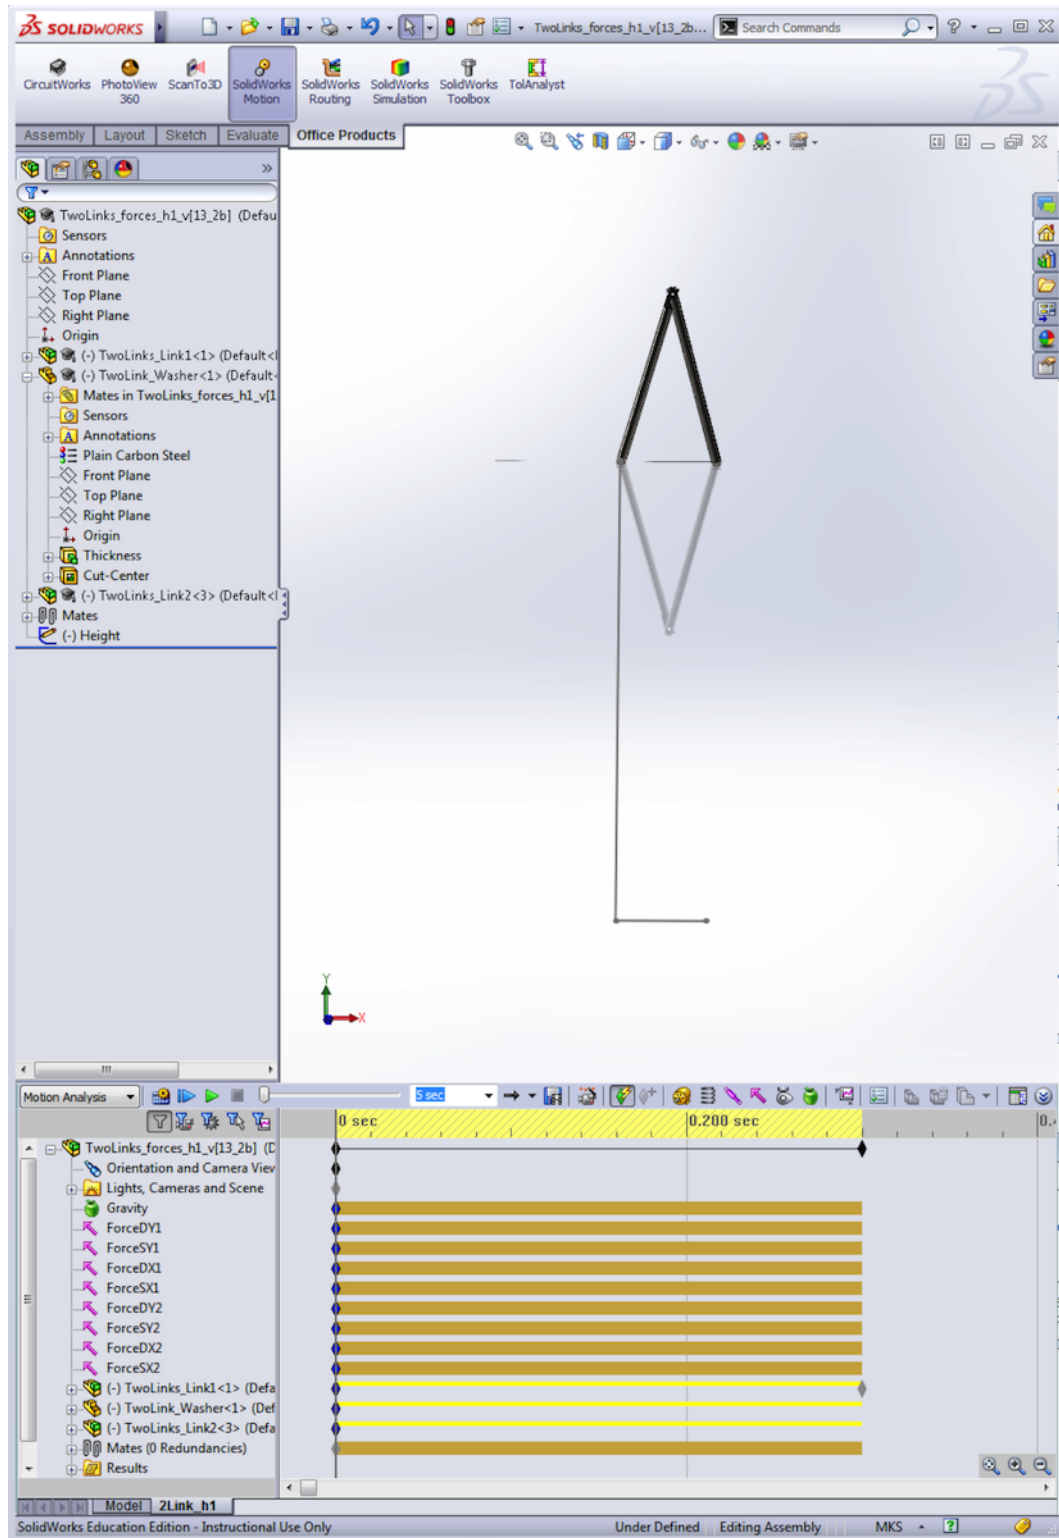 SOLIDWORKS
TwoLinks_forces_h1_v[13_2b...
Search Commands
CircuitWorks
PhotoView 360
ScanTo3D
SolidWorks Motion
SolidWorks Routing
SolidWorks Simulation
SolidWorks Toolbox
TolAnalyst
Assembly Layout Sketch Evaluate Office Products
TwoLinks_forces_h1_v[13_2b] (Defau
Sensors
Annotations
Front Plane
Top Plane
Right Plane
Origin
(-) TwoLinks_Link1<1> (Default<
(-) TwoLink_Washer<1> (Default<
Mates in TwoLinks_forces_h1_v[1
Sensors
Annotations
Plain Carbon Steel
Front Plane
Top Plane
Right Plane
Origin
Thickness
Cut-Center
(-) TwoLinks_Link2<3> (Default<
Mates
(-) Height
Y
X
Motion Analysis
5 sec
0 sec 0.200 sec 0.
TwoLinks_forces_h1_v[13_2b] (D
Orientation and Camera View
Lights, Cameras and Scene
Gravity
ForceDY1
ForceSY1
ForceDX1
ForceSX1
ForceDY2
ForceSY2
ForceDX2
ForceSX2
(-) TwoLinks_Link1<1> (Defa
(-) TwoLink_Washer<1> (Def
(-) TwoLinks_Link2<3> (Defa
Mates (0 Redundancies)
Results
Model 2Link_h1
SolidWorks Education Edition - Instructional Use Only Under Defined Editing Assembly MKS